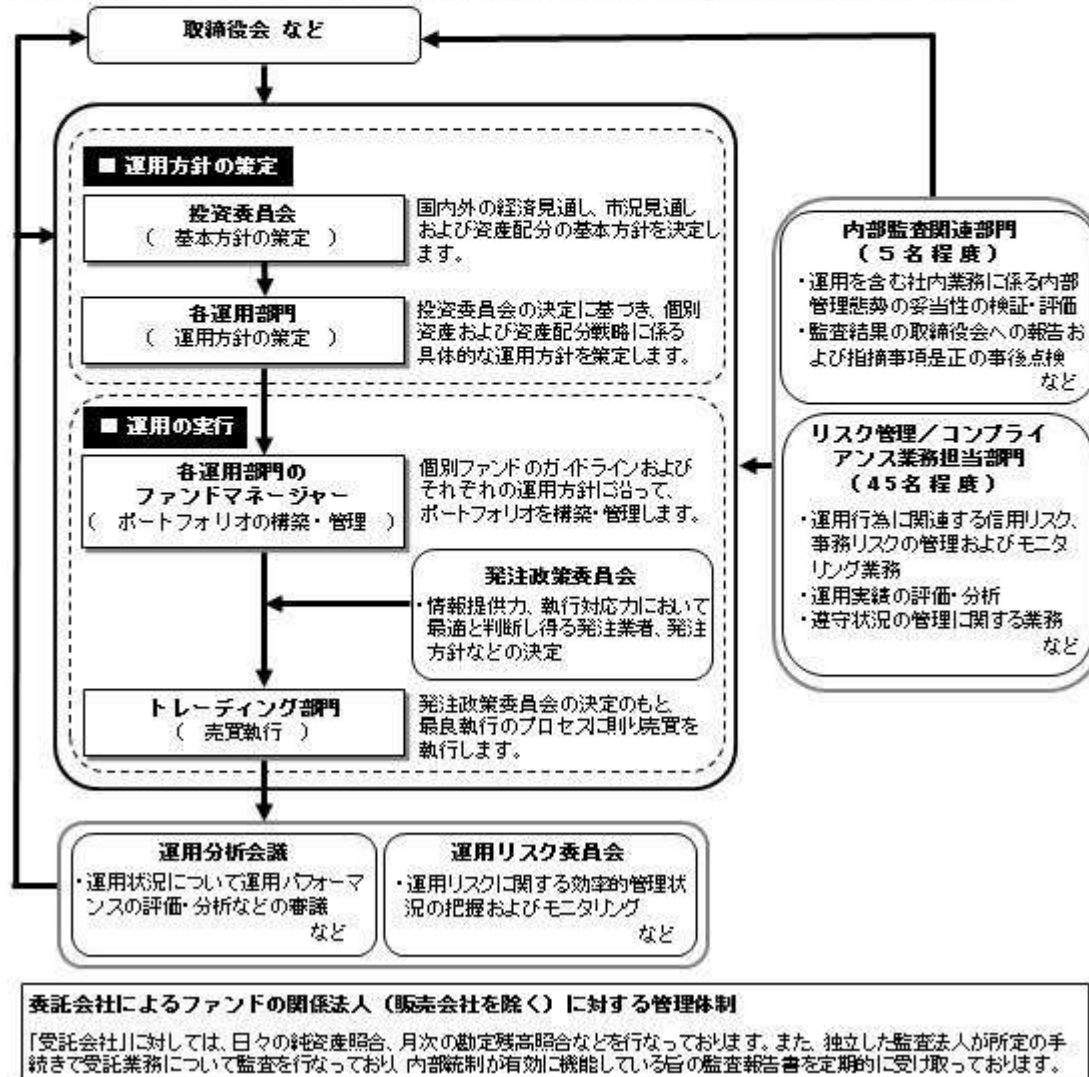 取締役会 など
■ 運用方針の策定
投資委員会
( 基本方針の策定 )
国内外の経済見通し、市況見通し
および資産配分の基本方針を決定し
ます。
各運用部門
( 運用方針の策定 )
投資委員会の決定に基づき、個別
資産および資産配分戦略に係る
具体的な運用方針を策定します。
■ 運用の実行
各運用部門の
ファンドマネージャー
( ポートフォリオの構築・管理 )
個別ファンドのガイドラインおよび
それぞれの運用方針に沿って、
ポートフォリオを構築・管理します。
発注政策委員会
・情報提供力、執行対応力において
最適と判断し得る発注業者、発注
方針などの決定
トレーディング部門
( 売買執行 )
発注政策委員会の決定のもと、
最良執行のプロセスに則り売買を
執行します。
内部監査関連部門
(5名程度)
・運用を含む社内業務に係る内部
管理態勢の妥当性の検証・評価
・監査結果の取締役会への報告お
よび指摘事項是正の事後点検
など
リスク管理/コンプライ
アンス業務担当部門
(45名程度)
・運用行為に関連する信用リスク、
事務リスクの管理およびモニタ
リング業務
・運用実績の評価・分析
・遵守状況の管理に関する業務
など
運用分析会議
・運用状況について運用パフォーマ
ンスの評価・分析などの審議
など
運用リスク委員会
・運用リスクに関する効率的管理状
況の把握およびモニタリング
など
委託会社によるファンドの関係法人(販売会社を除く)に対する管理体制
「受託会社」に対しては、日々の純資産照合、月次の勘定残高照合などを行なっております。また、独立した監査法人が所定の手
続きで受託業務について監査を行なっており、内部統制が有効に機能している旨の監査報告書を定期的に受け取っております。